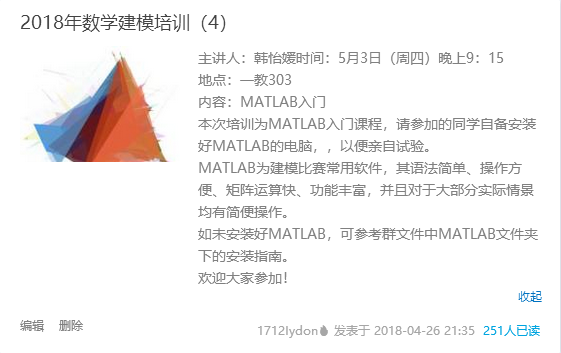 2018年数学建模培训（4）
主讲人：韩怡媛时间：5月3日（周四）晚上9：15
地点：一教303
内容：MATLAB入门
本次培训为MATLAB入门课程，请参加的同学自备安装
好MATLAB的电脑，，以便亲自试验。
MATLAB为建模比赛常用软件，其语法简单、操作方
便、矩阵运算快、功能丰富，并且对于大部分实际情景
均有简便操作。
如未安装好MATLAB，可参考群文件中MATLAB文件夹
下的安装指南。
欢迎大家参加！
收起
编辑 删除
1712lydon 发表于 2018-04-26 21:35 251人已读